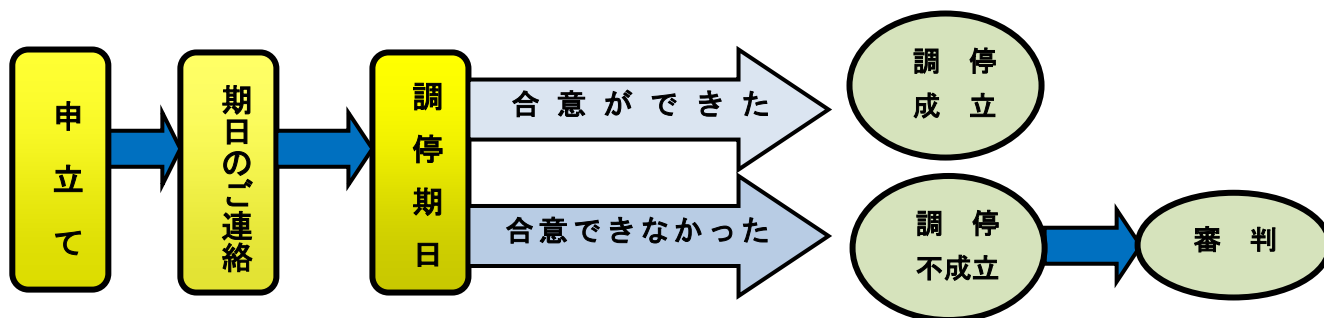 申立て
期日のご連絡
調停期日
合意ができた
調停
成立
合意できなかった
調停
不成立
審判